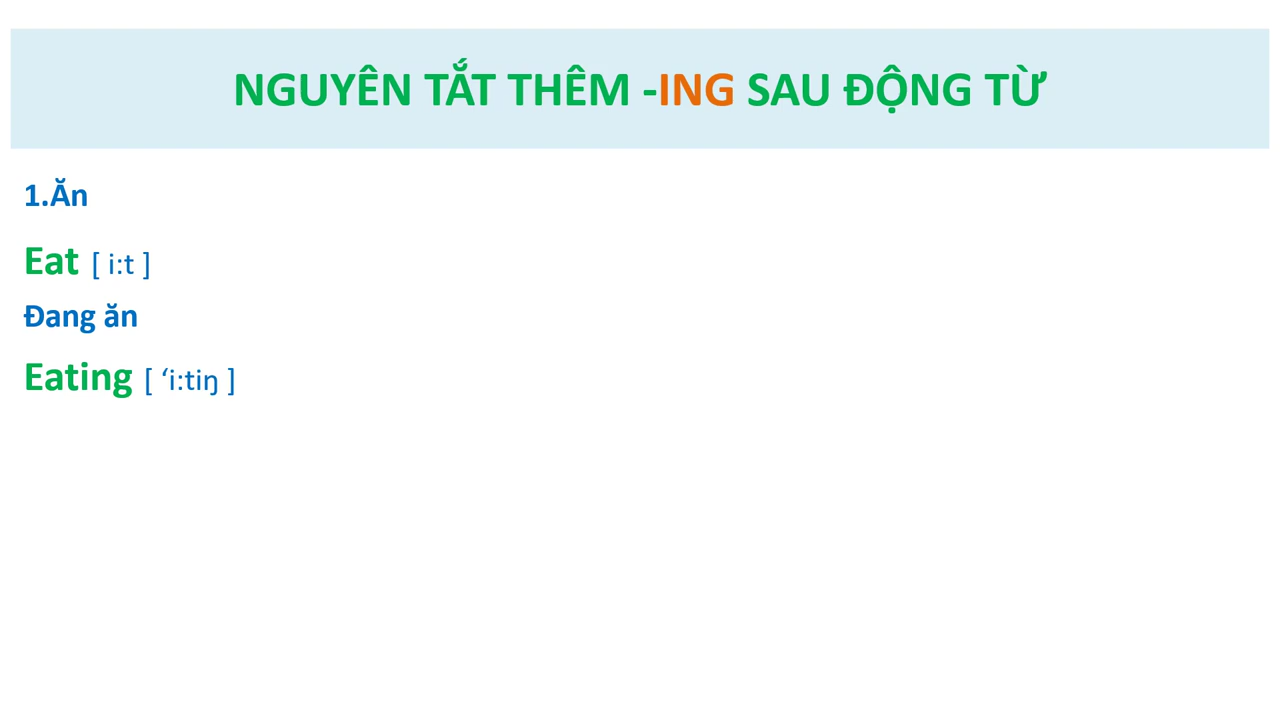 NGUYÊN TẮT THÊM -ING SAU ĐỘNG TỪ
1.Ăn
Eat [ i:t ]
Đang ăn
Eating [ ‘i:tiŋ ]